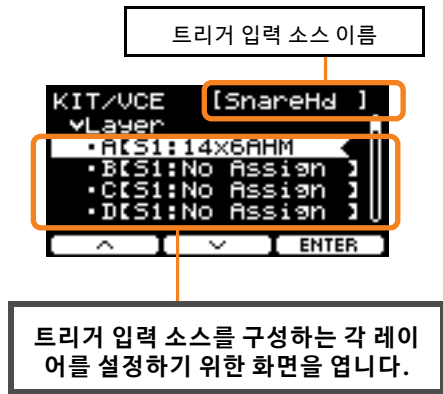 트리거 입력 소스 이름
KIT/VCE [SnareHd ]
Layer
A[S1:14x6AHM
B[S1:No Assign ]
C[S1:No Assign ]
D[S1:No Assign ]
ENTER
트리거 입력 소스를 구성하는 각 레이
어를 설정하기 위한 화면을 엽니다.